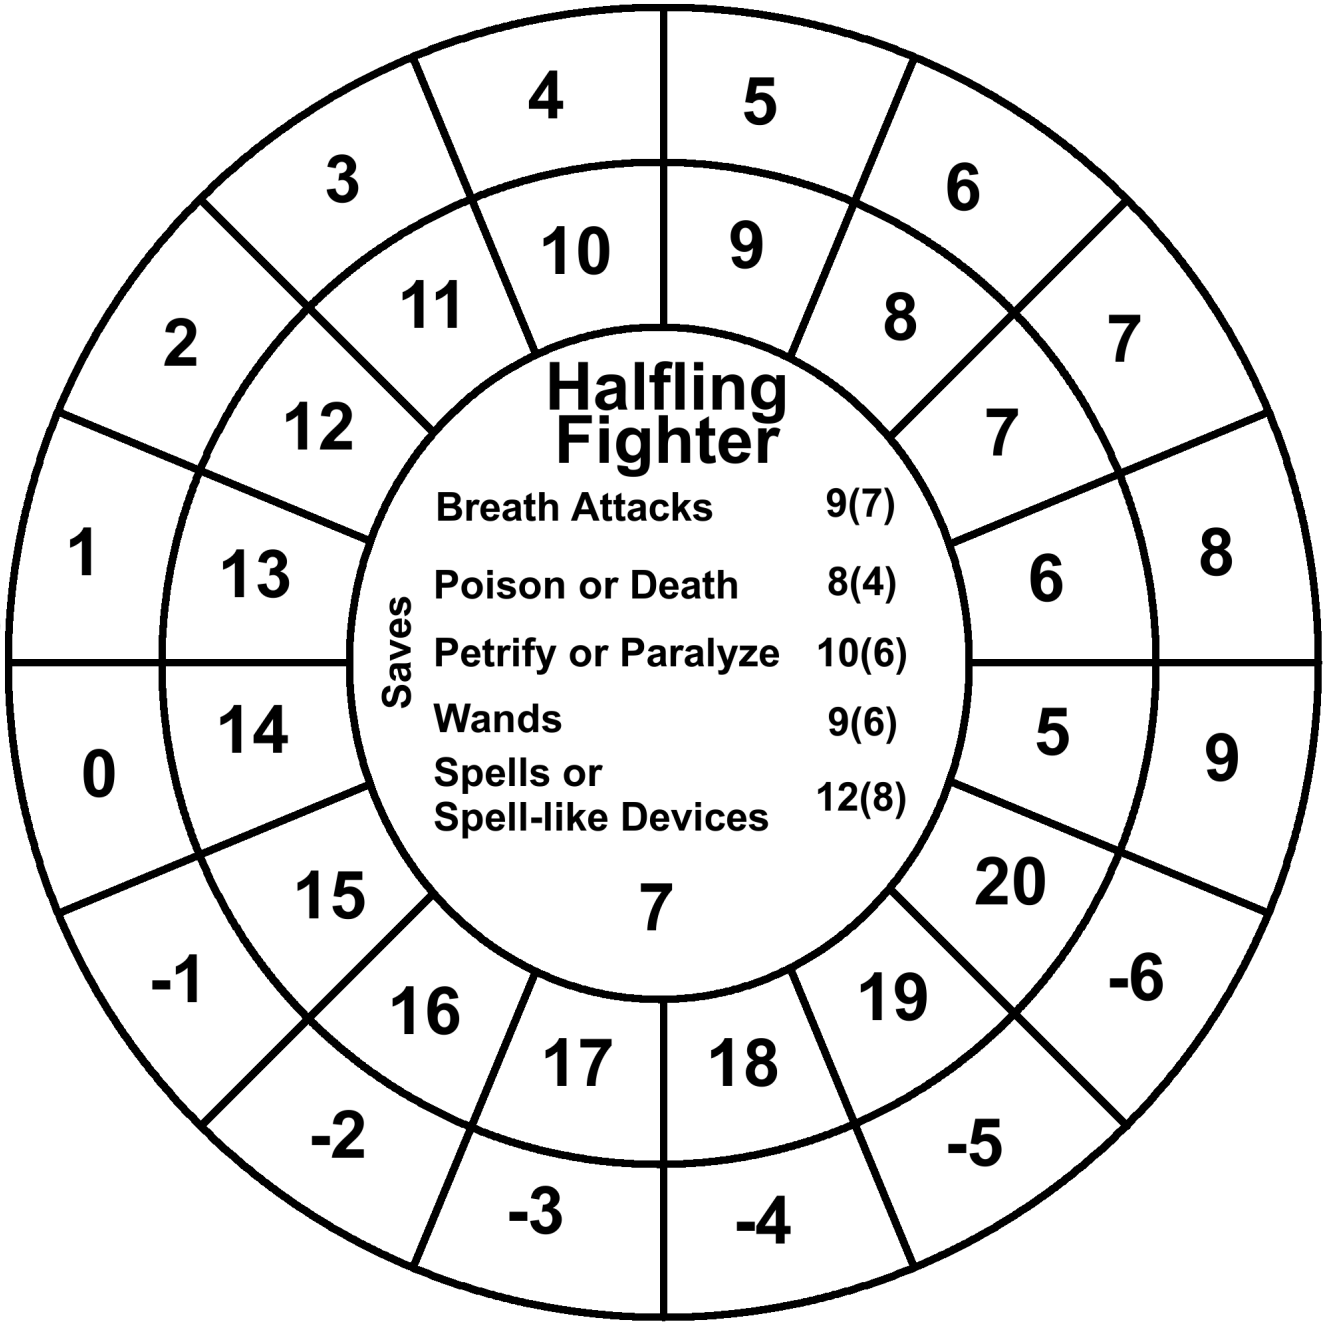 4 5
3 6
2 7
1 8
0 9
-1 -6
-2 -5
-3 -4
10 9
11 8
12 7
13 6
14 5
15 20
16 19
17 18
Halfling
Fighter
Saves
Breath Attacks 9(7)
Poison or Death 8(4)
Petrify or Paralyze 10(6)
Wands 9(6)
Spells or
Spell-like Devices 12(8)
7